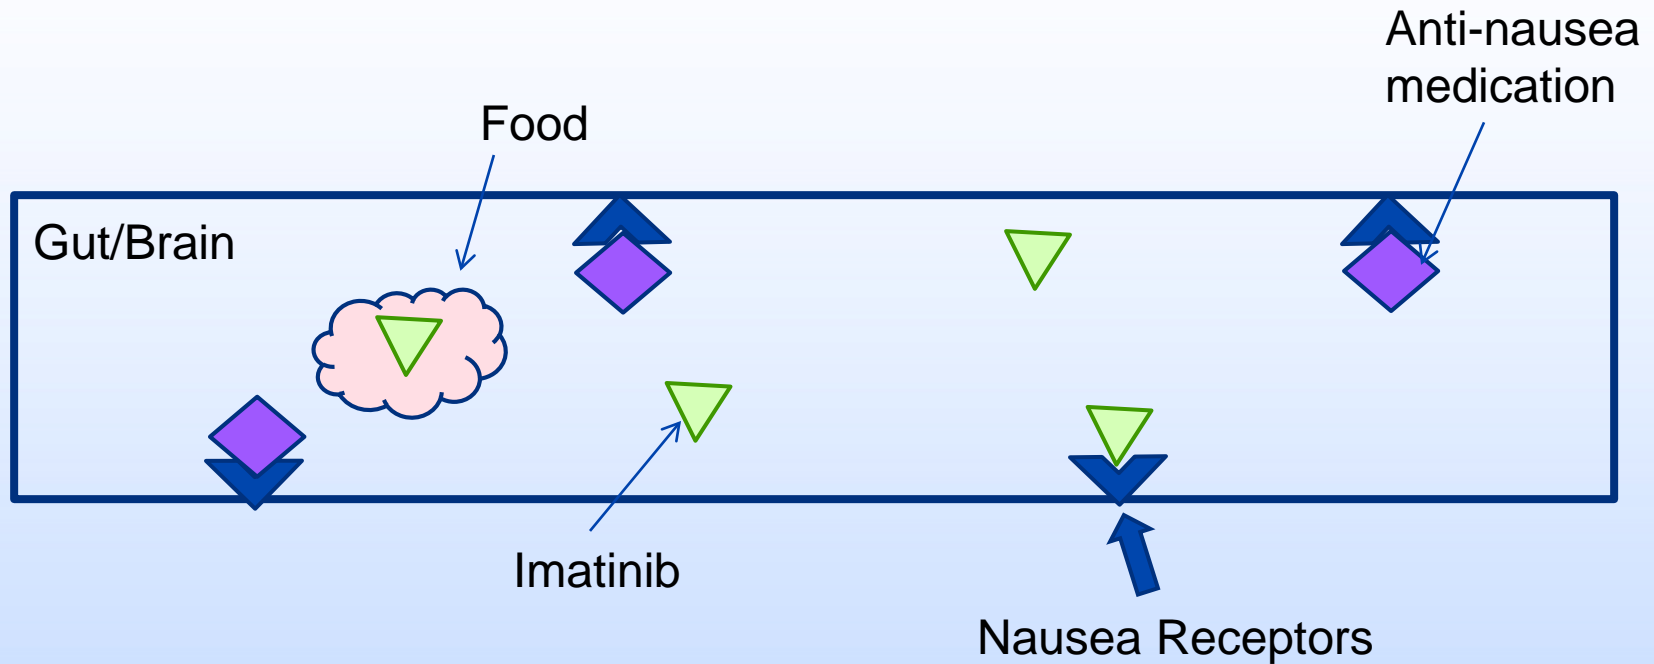 Anti-nausea
medication
Food
Gut/Brain
Imatinib
Nausea Receptors